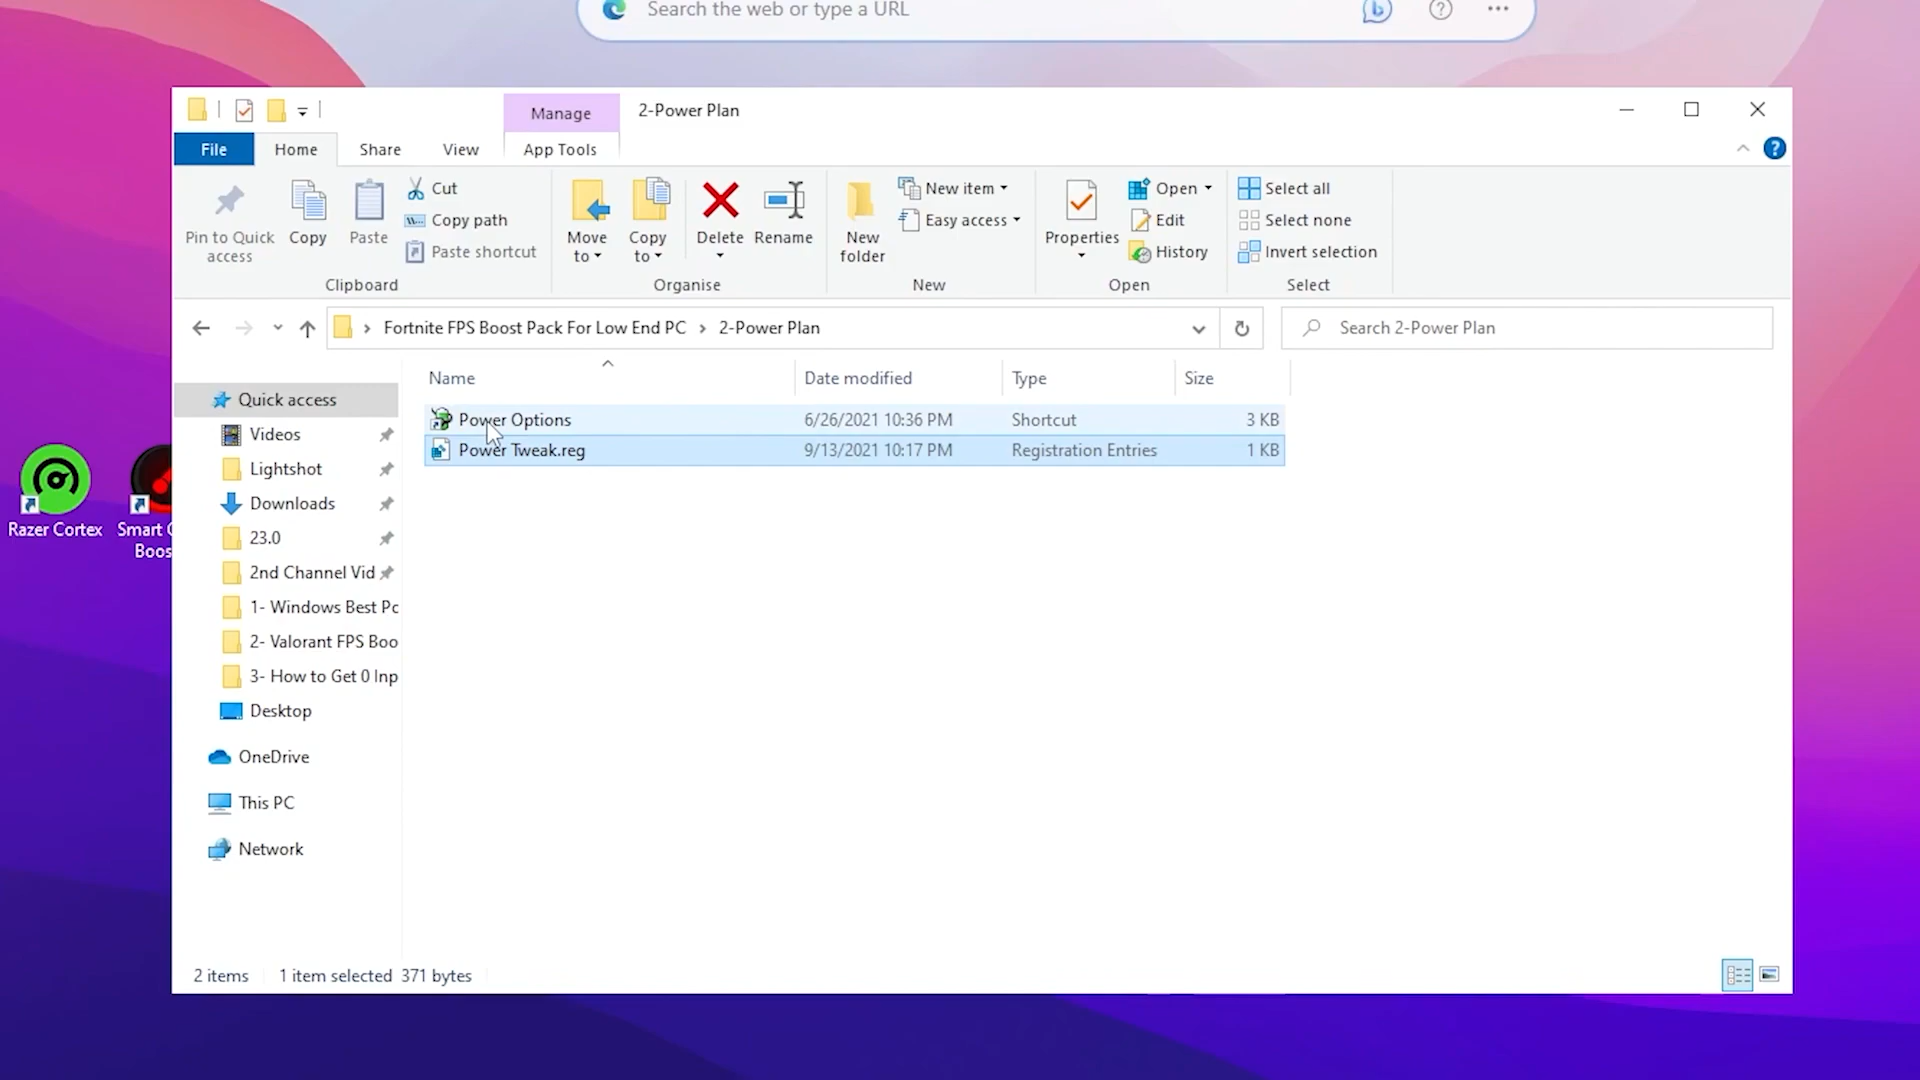 Search the web or type a URL
Manage
2-Power Plan
File
Home
Share
View
App Tools
Pin to Quick
access
Copy
Paste
Cut
Copy path
Paste shortcut
Clipboard
Move
to
Copy
to
Delete
Rename
Organise
New
folder
New item
Easy access
New
Properties
Open
Edit
History
Open
Select all
Select none
Invert selection
Select
Fortnite FPS Boost Pack For Low End PC
2-Power Plan
Search 2-Power Plan
Name
Date modified
Type
Size
Power Options
6/26/2021 10:36 PM
Shortcut
3 KB
Power Tweak.reg
9/13/2021 10:17 PM
Registration Entries
1 KB
Quick access
Videos
Lightshot
Downloads
23.0
2nd Channel Vid
1- Windows Best Pc
2- Valorant FPS Boo
3- How to Get 0 Inp
Desktop
OneDrive
This PC
Network
Razer Cortex
Smart
Boos
2 items
1 item selected 371 bytes